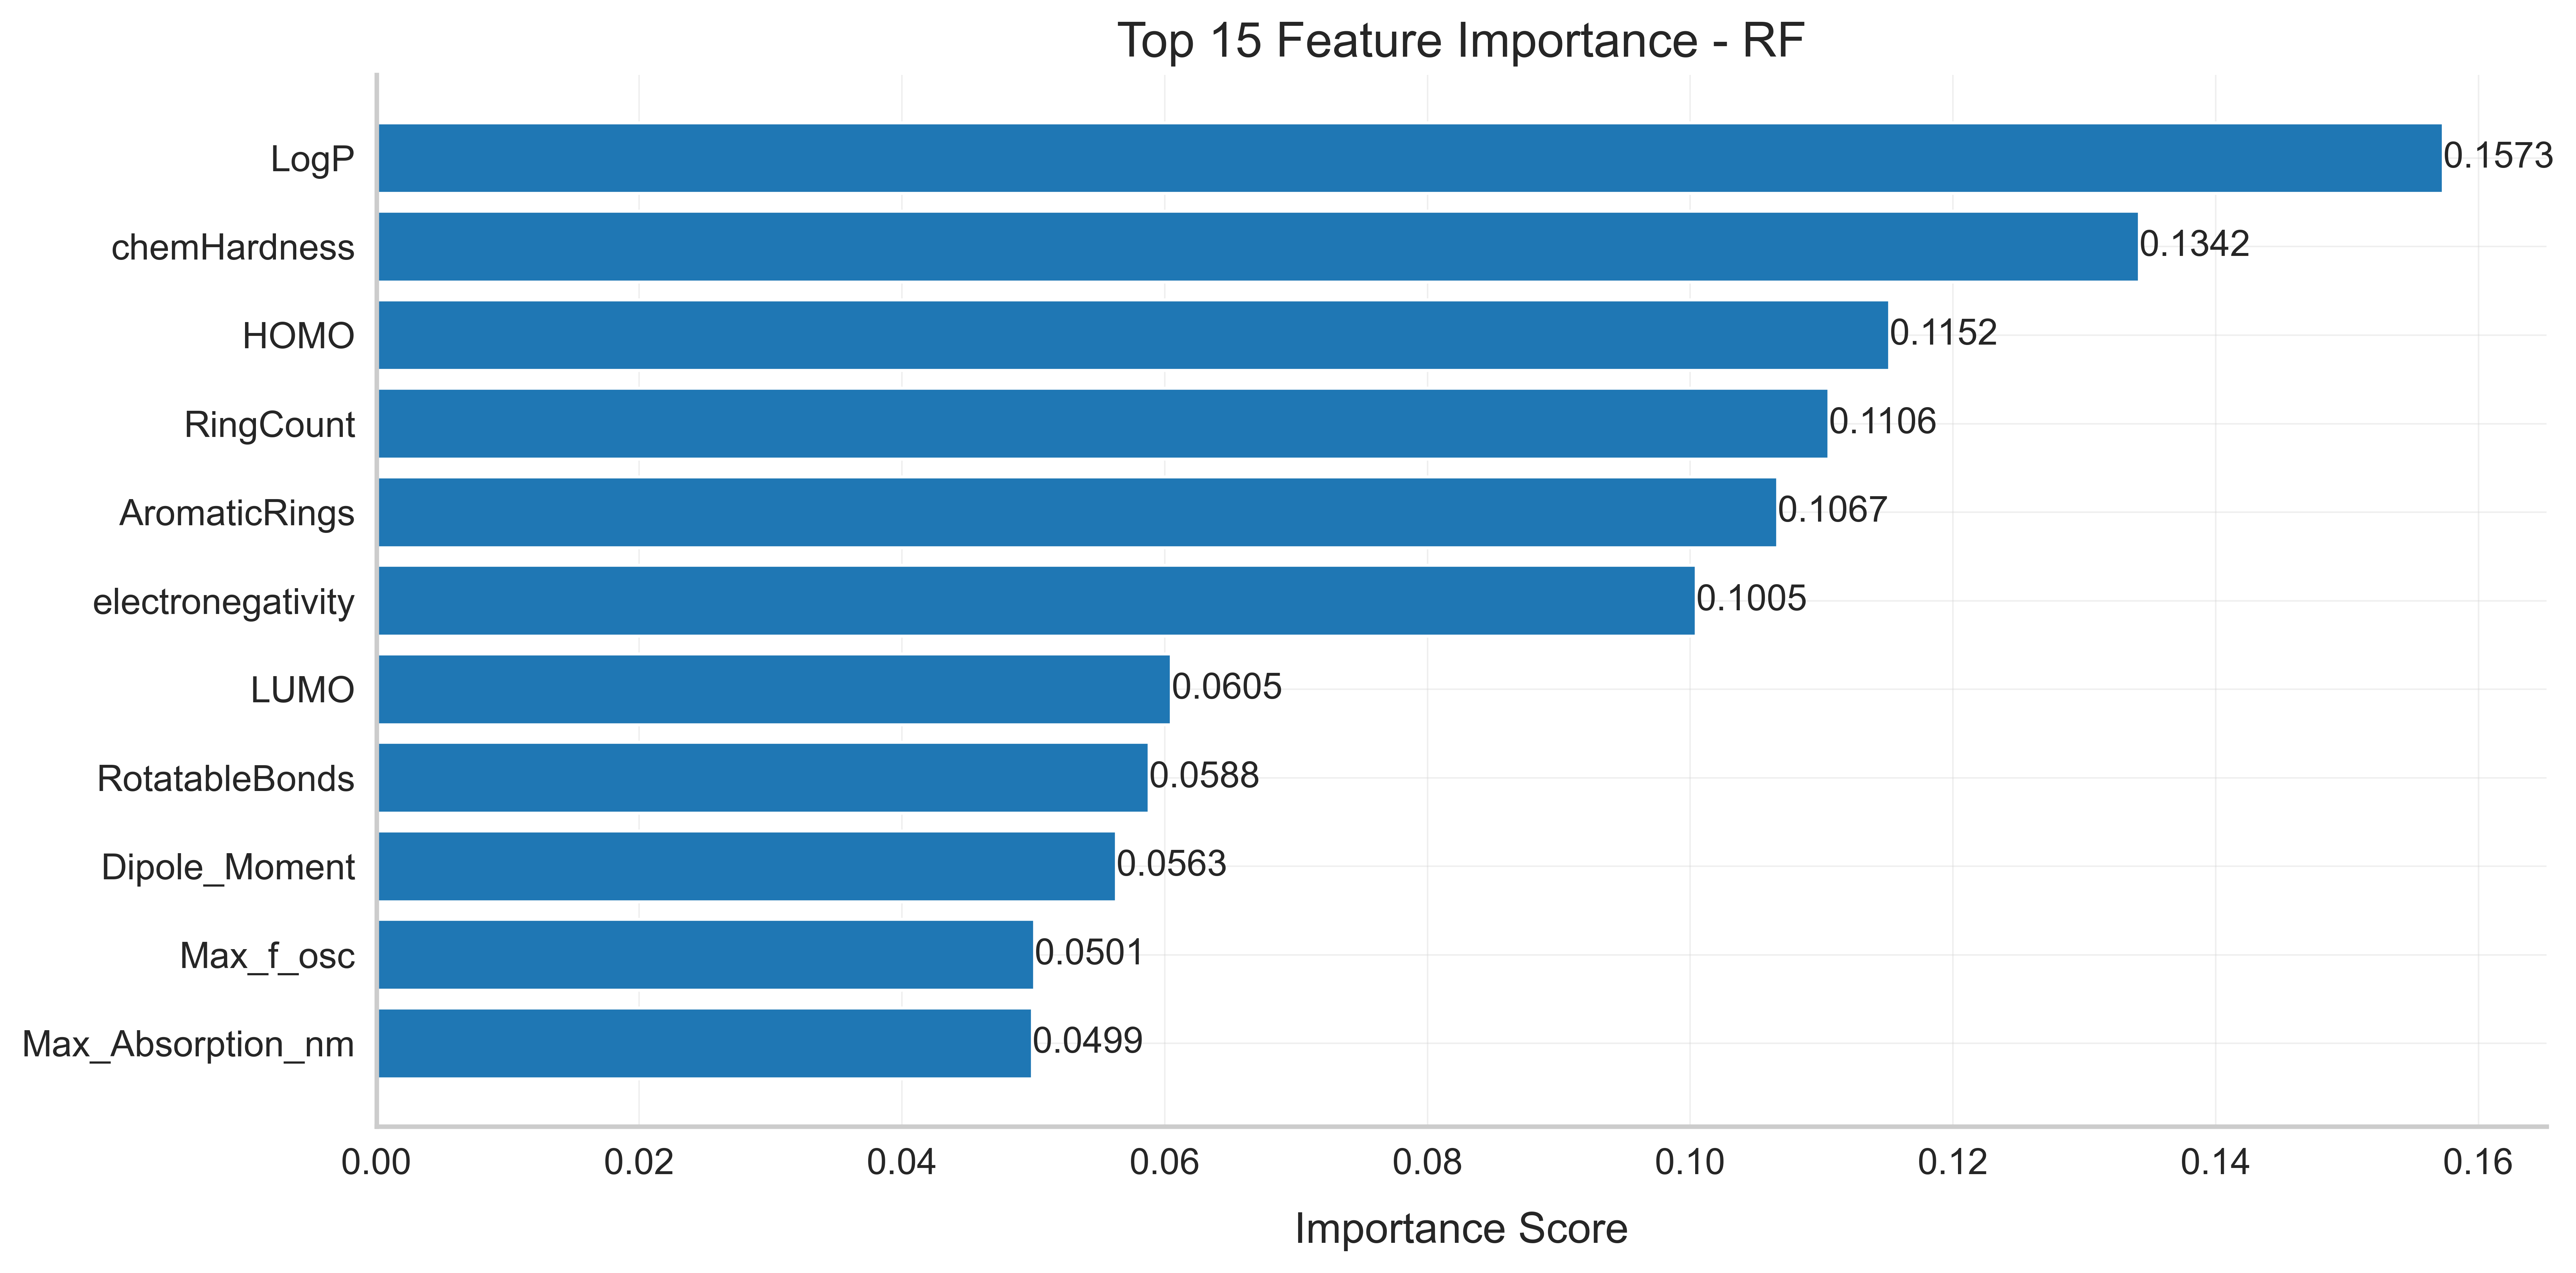 Top 15 Feature Importance - RF
LogP 0.1573
chemHardness 0.1342
HOMO 0.1152
RingCount 0.1106
AromaticRings 0.1067
electronegativity 0.1005
LUMO 0.0605
RotatableBonds 0.0588
Dipole_Moment 0.0563
Max_f_osc 0.0501
Max_Absorption_nm 0.0499
0.00 0.02 0.04 0.06 0.08 0.10 0.12 0.14 0.16
Importance Score